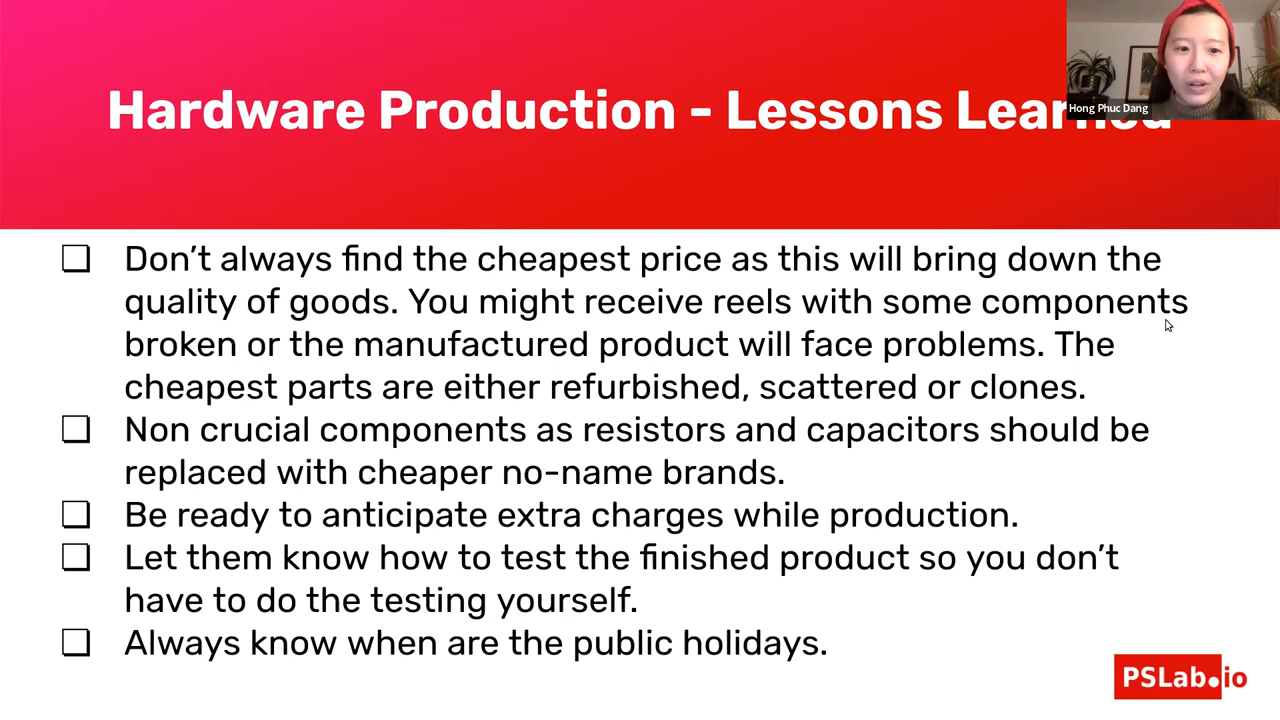 Hardware Production - Lessons Learned
Hong Phuc Dang
❏ Don’t always find the cheapest price as this will bring down the
quality of goods. You might receive reels with some components
broken or the manufactured product will face problems. The
cheapest parts are either refurbished, scattered or clones.
❏ Non crucial components as resistors and capacitors should be
replaced with cheaper no-name brands.
❏ Be ready to anticipate extra charges while production.
❏ Let them know how to test the finished product so you don’t
have to do the testing yourself.
❏ Always know when are the public holidays.
PSLab.io